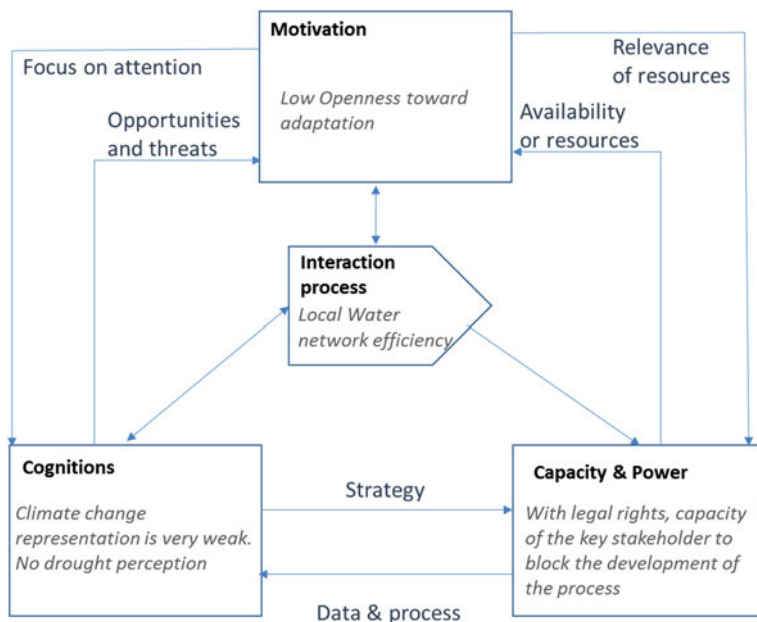 Motivation
Focus on attention
Relevance
of resources
Low Openness toward
adaptation
Opportunities
and threats
Availability
or resources
Interaction
process
Local Water
network efficiency
Cognitions
Climate change
representation is very weak.
No drought perception
Strategy
Capacity & Power
With legal rights, capacity
of the key stakeholder to
block the development of
the process
Data & process